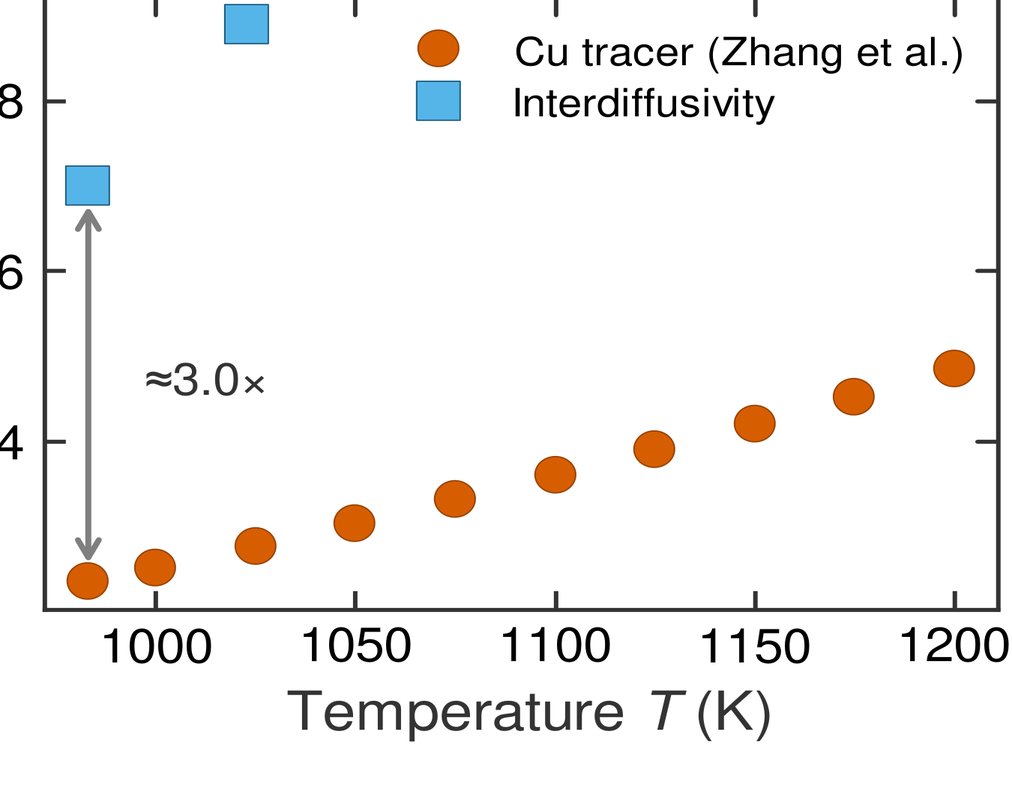 Cu tracer (Zhang et al.)
8
Interdiffusivity
6
≈3.0×
4
1000 1050 1100 1150 1200
Temperature T (K)